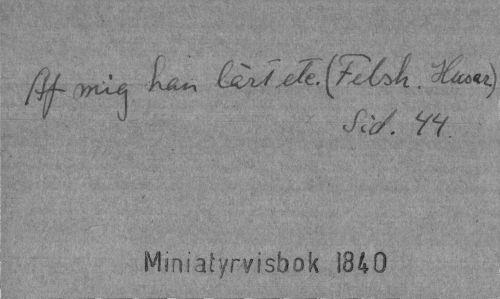 Af mig han lärt etc. (Felsh. Husar)
Sid. 44.
Miniatyrvisbok 1840